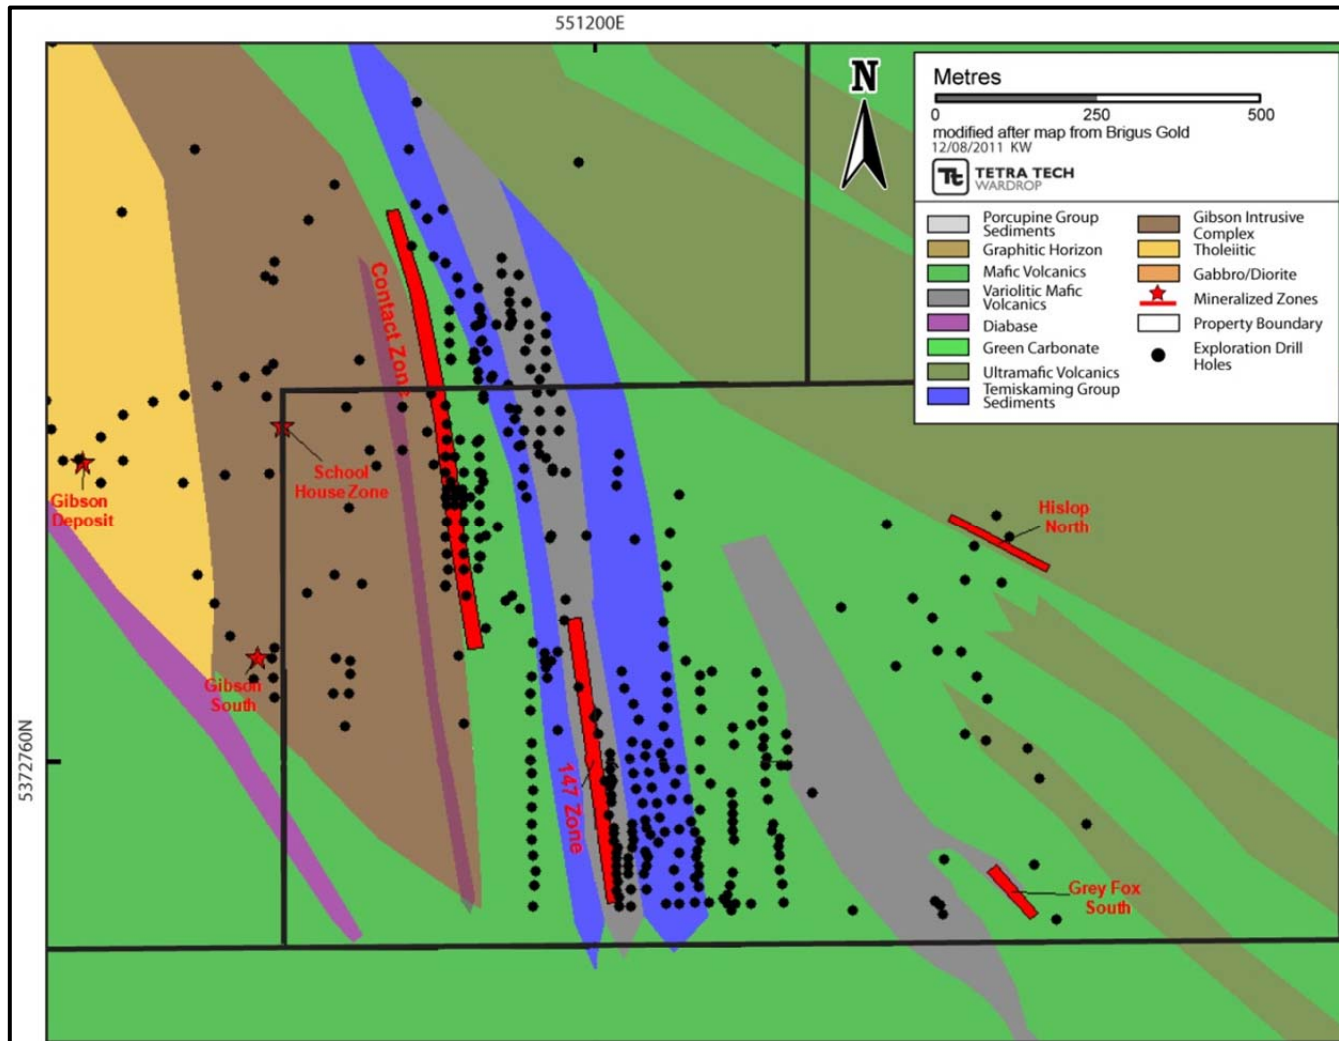 551200E
N
Metres
0 250 500
modified after map from Brigus Gold
12/08/2011 KW
Tt TETRA TECH
WARDROP
Porcupine Group
Sediments
Graphitic Horizon
Mafic Volcanics
Variolitic Mafic
Volcanics
Diabase
Green Carbonate
Ultramafic Volcanics
Temiskaming Group
Sediments
Gibson Intrusive
Complex
Tholeiitic
Gabbro/Diorite
Mineralized Zones
Property Boundary
Exploration Drill
Holes
Contact Zone
School
House Zone
Gibson
Deposit
Hislop
North
Gibson
South
5372760N
147 Zone
Grey Fox
South